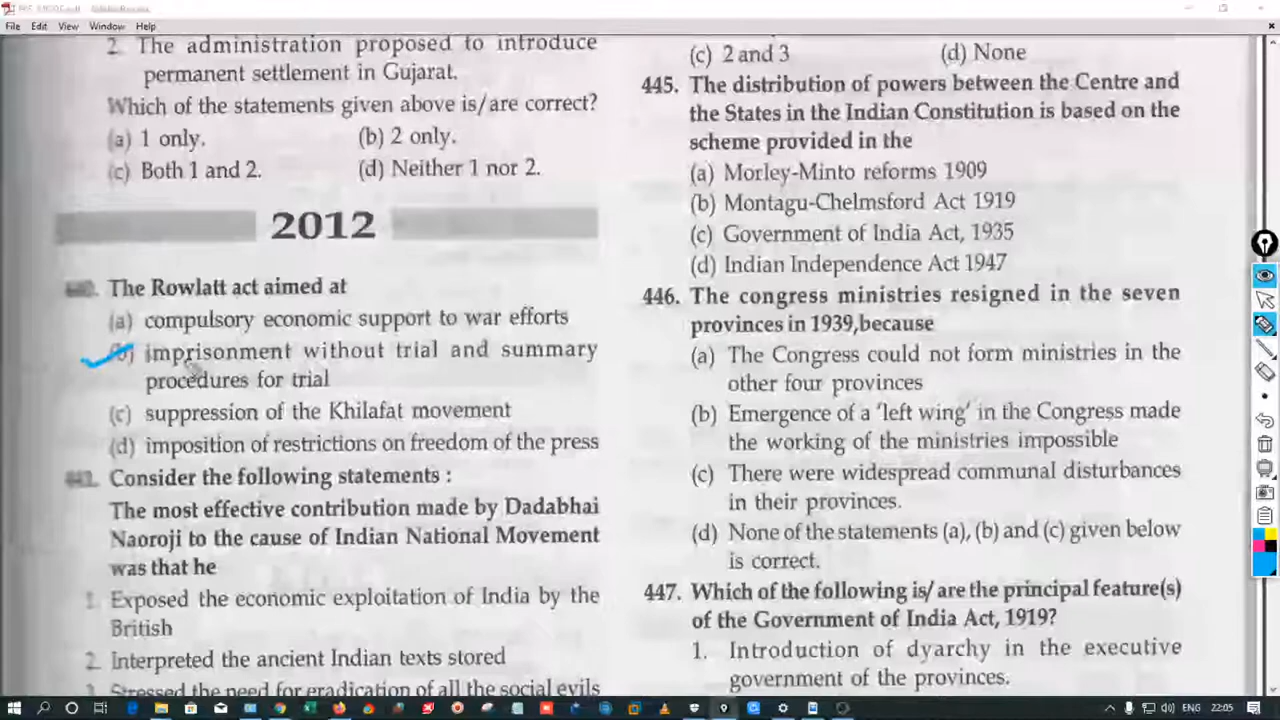 File Edit View Window Help
2. The administration proposed to introduce
permanent settlement in Gujarat.
Which of the statements given above is/are correct?
(a) 1 only.
(b) 2 only.
(c) Both 1 and 2.
(d) Neither 1 nor 2.
2012
The Rowlatt act aimed at
(a) compulsory economic support to war efforts
(b) imprisonment without trial and summary
procedures for trial
(c) suppression of the Khilafat movement
(d) imposition of restrictions on freedom of the press
Consider the following statements :
The most effective contribution made by Dadabhai
Naoroji to the cause of Indian National Movement
was that he
1. Exposed the economic exploitation of India by the
British
2. Interpreted the ancient Indian texts stored
3. Stressed the need for eradication of all the social evils
(c) 2 and 3
(d) None
445. The distribution of powers between the Centre and
the States in the Indian Constitution is based on the
scheme provided in the
(a) Morley-Minto reforms 1909
(b) Montagu-Chelmsford Act 1919
(c) Government of India Act, 1935
(d) Indian Independence Act 1947
446. The congress ministries resigned in the seven
provinces in 1939,because
(a) The Congress could not form ministries in the
other four provinces
(b) Emergence of a 'left wing' in the Congress made
the working of the ministries impossible
(c) There were widespread communal disturbances
in their provinces.
(d) None of the statements (a), (b) and (c) given below
is correct.
447. Which of the following is/ are the principal feature(s)
of the Government of India Act, 1919?
1. Introduction of dyarchy in the executive
government of the provinces.
ENG 22:05